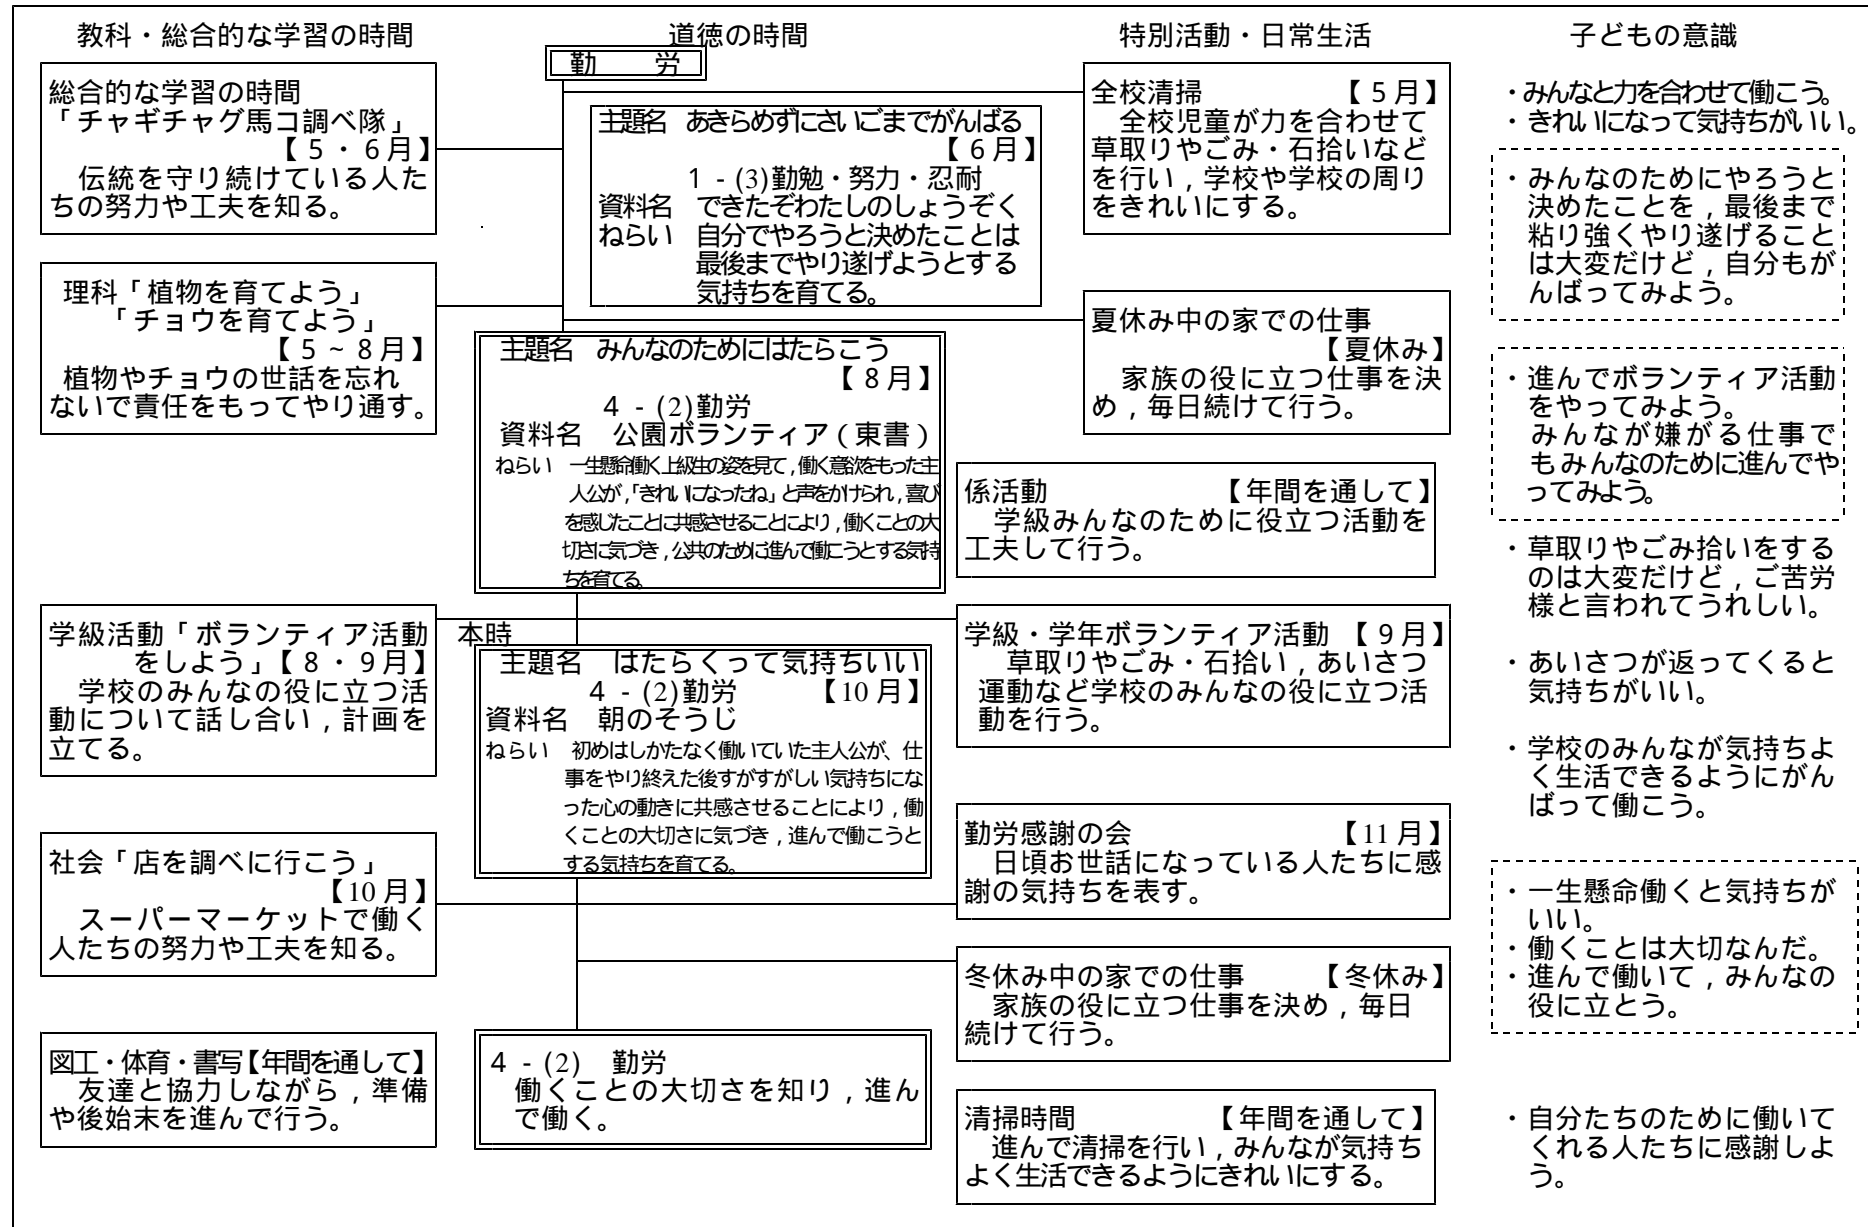 教科・総合的な学習の時間
道徳の時間
特別活動・日常生活
子どもの意識
勤　労
総合的な学習の時間
「チャギチャグ馬コ調べ隊」
【５・６月】
伝統を守り続けている人た
ちの努力や工夫を知る。
理科「植物を育てよう」
「チョウを育てよう」
【５～８月】
植物やチョウの世話を忘れ
ないで責任をもってやり通す。
学級活動「ボランティア活動
をしよう」【８・９月】
学校のみんなの役に立つ活
動について話し合い，計画を
立てる。
社会「店を調べに行こう」
【10月】
スーパーマーケットで働く
人たちの努力や工夫を知る。
図工・体育・書写【年間を通して】
友達と協力しながら，準備
や後始末を進んで行う。
主題名　あきらめずにさいごまでがんばる
【６月】
１-(3)勤勉・努力・忍耐
資料名　できたぞわたしのしょうぞく
ねらい　自分でやろうと決めたことは
最後までやり遂げようとする
気持ちを育てる。
主題名　みんなのためにはたらこう
【８月】
４-(2)勤労
資料名　公園ボランティア（東書）
ねらい　一生懸命働く上級生の姿を見て，働く意欲をもった主
人公が，「きれいになったね」と声をかけられ，喜び
を感じたことに共感させることにより，働くことの大
切さに気づき，公共のために進んで働こうとする気持
ちを育てる。
本時
主題名　はたらくって気持ちいい
４-(2)勤労　【10月】
資料名　朝のそうじ
ねらい　初めはしかたなく働いていた主人公が、仕
事をやり終えた後すがすがしい気持ちにな
った心の動きに共感させることにより，働
くことの大切さに気づき，進んで働こうと
する気持ちを育てる。
４-(2)　勤労
働くことの大切さを知り，進ん
で働く。
全校清掃　【５月】
全校児童が力を合わせて
草取りやごみ・石拾いなど
を行い，学校や学校の周り
をきれいにする。
夏休み中の家での仕事
【夏休み】
家族の役に立つ仕事を決
め，毎日続けて行う。
係活動　【年間を通して】
学級みんなのために役立つ活動を
工夫して行う。
学級・学年ボランティア活動【９月】
草取りやごみ・石拾い，あいさつ
運動など学校のみんなの役に立つ活
動を行う。
勤労感謝の会　【11月】
日頃お世話になっている人たちに感
謝の気持ちを表す。
冬休み中の家での仕事　【冬休み】
家族の役に立つ仕事を決め，毎日
続けて行う。
清掃時間　【年間を通して】
進んで清掃を行い，みんなが気持ち
よく生活できるようにきれいにする。
・みんなと力を合わせて働こう。
・きれいになって気持ちがいい。
・みんなのためにやろうと
決めたことを，最後まで
粘り強くやり遂げること
は大変だけど，自分もが
んばってみよう。
・進んでボランティア活動
をやってみよう。
みんなが嫌がる仕事で
もみんなのために進んでや
ってみよう。
・草取りやごみ拾いをする
のは大変だけど，ご苦労
様と言われてうれしい。
・あいさつが返ってくると
気持ちがいい。
・学校のみんなが気持ちよ
く生活できるようにがん
ばって働こう。
・一生懸命働くと気持ちが
いい。
・働くことは大切なんだ。
・進んで働いて，みんなの
役に立とう。
・自分たちのために働いて
くれる人たちに感謝しよ
う。